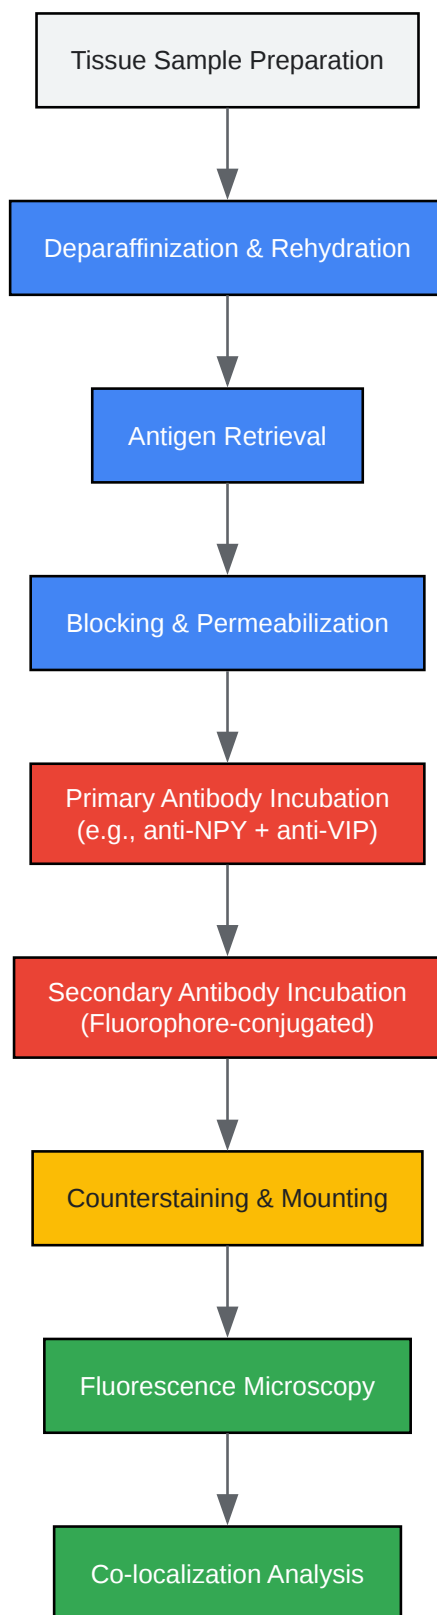 Tissue Sample Preparation
Deparaffinization & Rehydration
Antigen Retrieval
Blocking & Permeabilization
Primary Antibody Incubation
(e.g., anti-NPY + anti-VIP)
Secondary Antibody Incubation
(Fluorophore-conjugated)
Counterstaining & Mounting
Fluorescence Microscopy
Co-localization Analysis